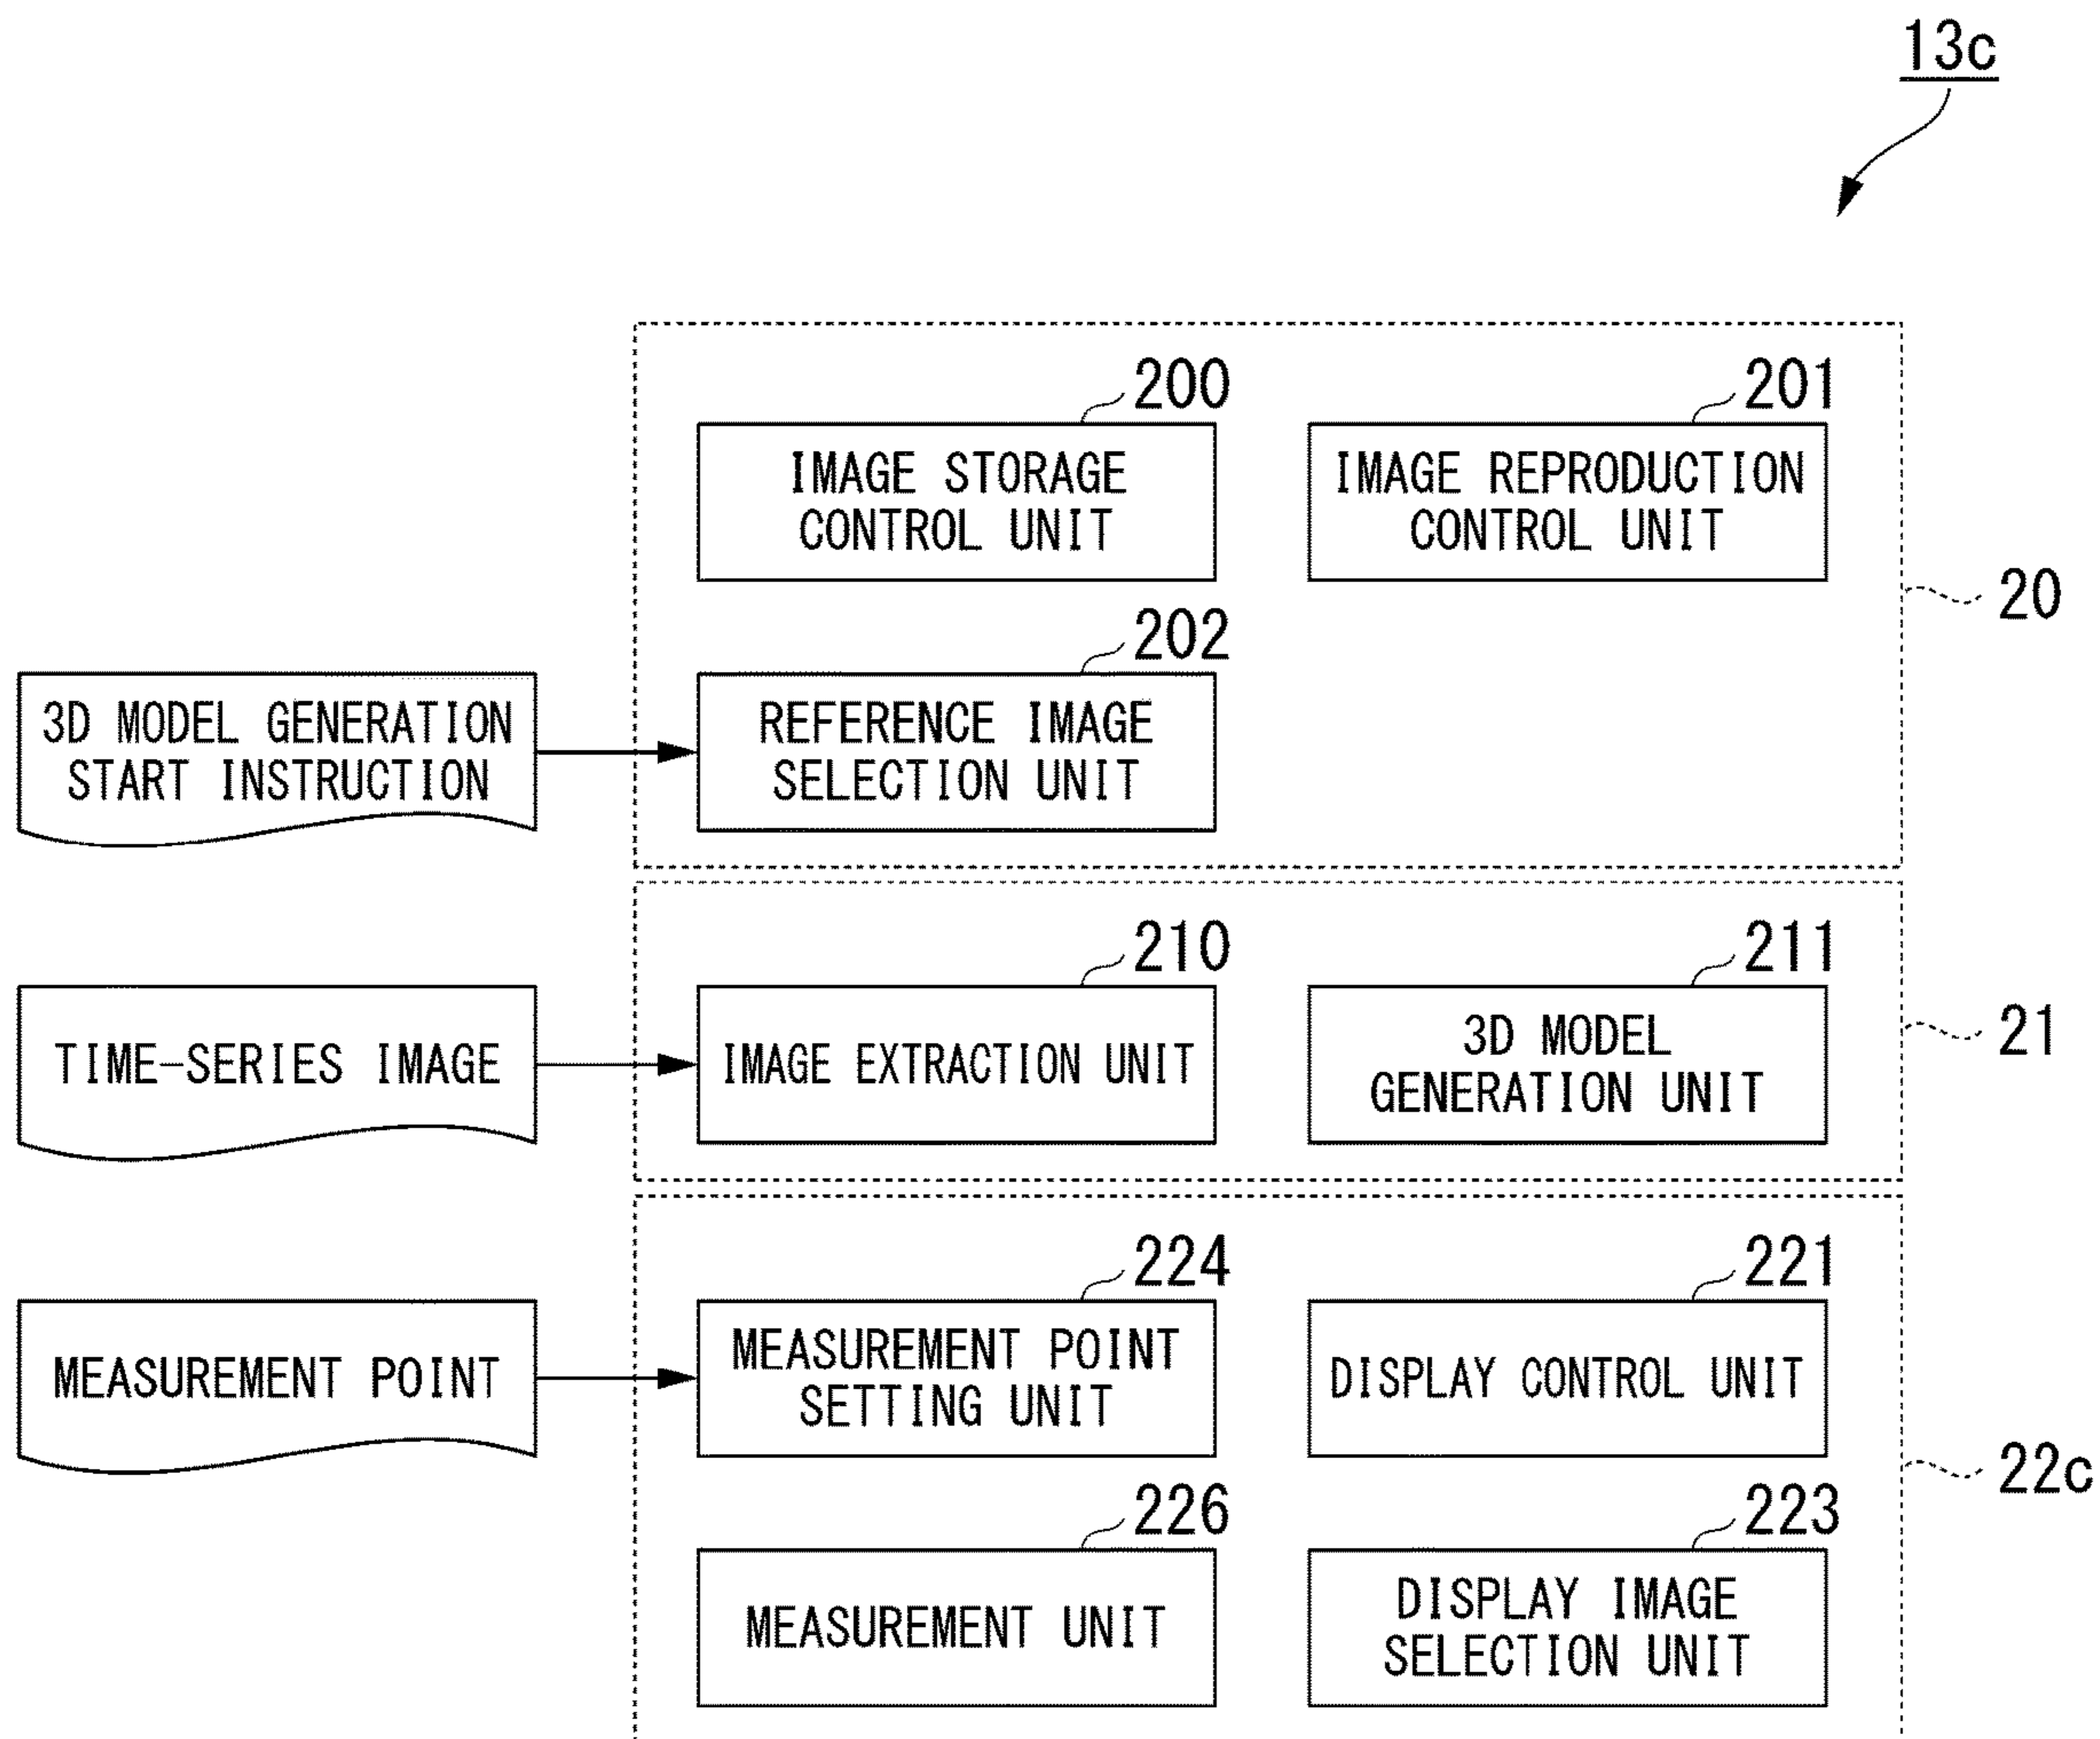 13c
200
201
IMAGE STORAGE
CONTROL UNIT
IMAGE REPRODUCTION
CONTROL UNIT
20
202
3D MODEL GENERATION
START INSTRUCTION
REFERENCE IMAGE
SELECTION UNIT
210
211
TIME-SERIES IMAGE
IMAGE EXTRACTION UNIT
3D MODEL
GENERATION UNIT
21
224
221
MEASUREMENT POINT
MEASUREMENT POINT
SETTING UNIT
DISPLAY CONTROL UNIT
22c
226
223
MEASUREMENT UNIT
DISPLAY IMAGE
SELECTION UNIT